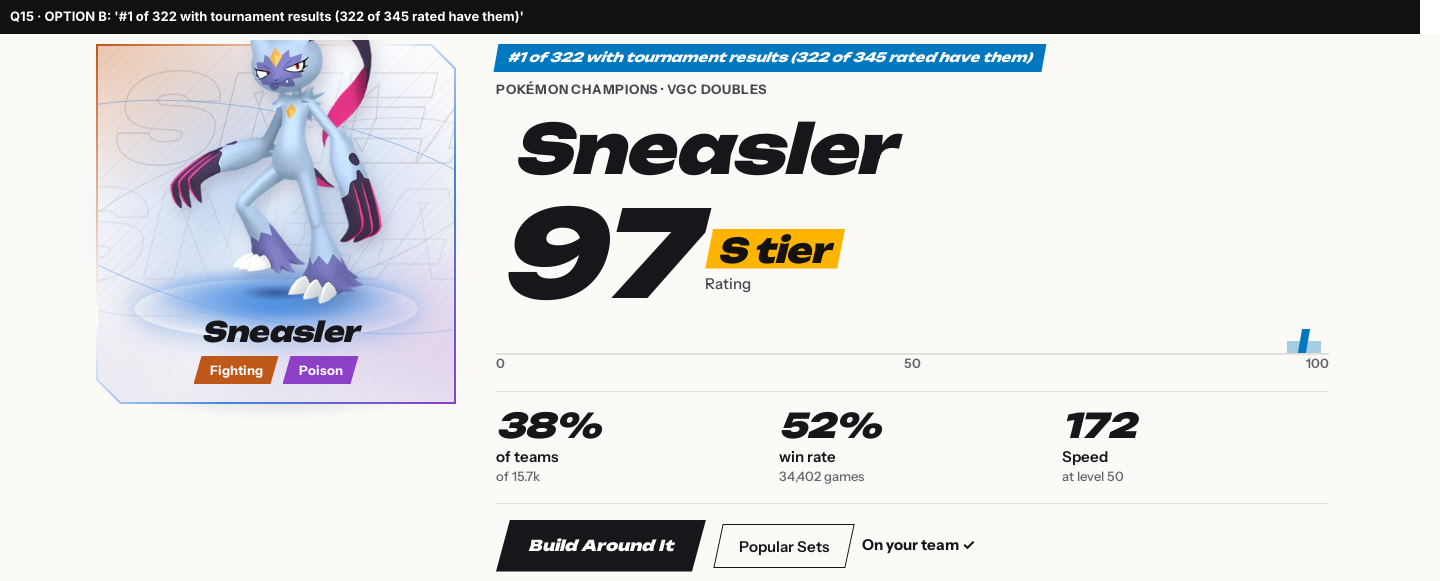 Q15 · OPTION B: '#1 of 322 with tournament results (322 of 345 rated have them)'
#1 of 322 with tournament results (322 of 345 rated have them)
POKÉMON CHAMPIONS · VGC DOUBLES
Sneasler
97
S tier
Rating
0
50
100
38%
of teams
of 15.7k
52%
win rate
34,402 games
172
Speed
at level 50
Build Around It
Popular Sets
On your team ✓
Sneasler
Fighting
Poison